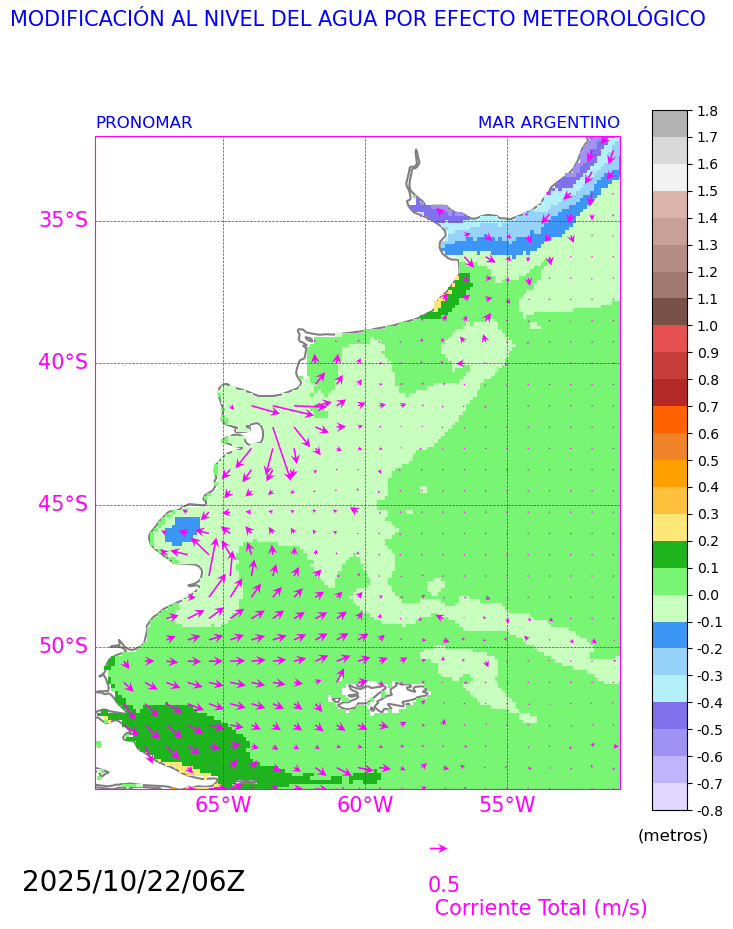 MODIFICACIÓN AL NIVEL DEL AGUA POR EFECTO METEOROLÓGICO
PRONOMAR MAR ARGENTINO
35°S
40°S
45°S
50°S
65°W 60°W 55°W
1.8
1.7
1.6
1.5
1.4
1.3
1.2
1.1
1.0
0.9
0.8
0.7
0.6
0.5
0.4
0.3
0.2
0.1
0.0
-0.1
-0.2
-0.3
-0.4
-0.5
-0.6
-0.7
-0.8
(metros)
2025/10/22/06Z
0.5
Corriente Total (m/s)